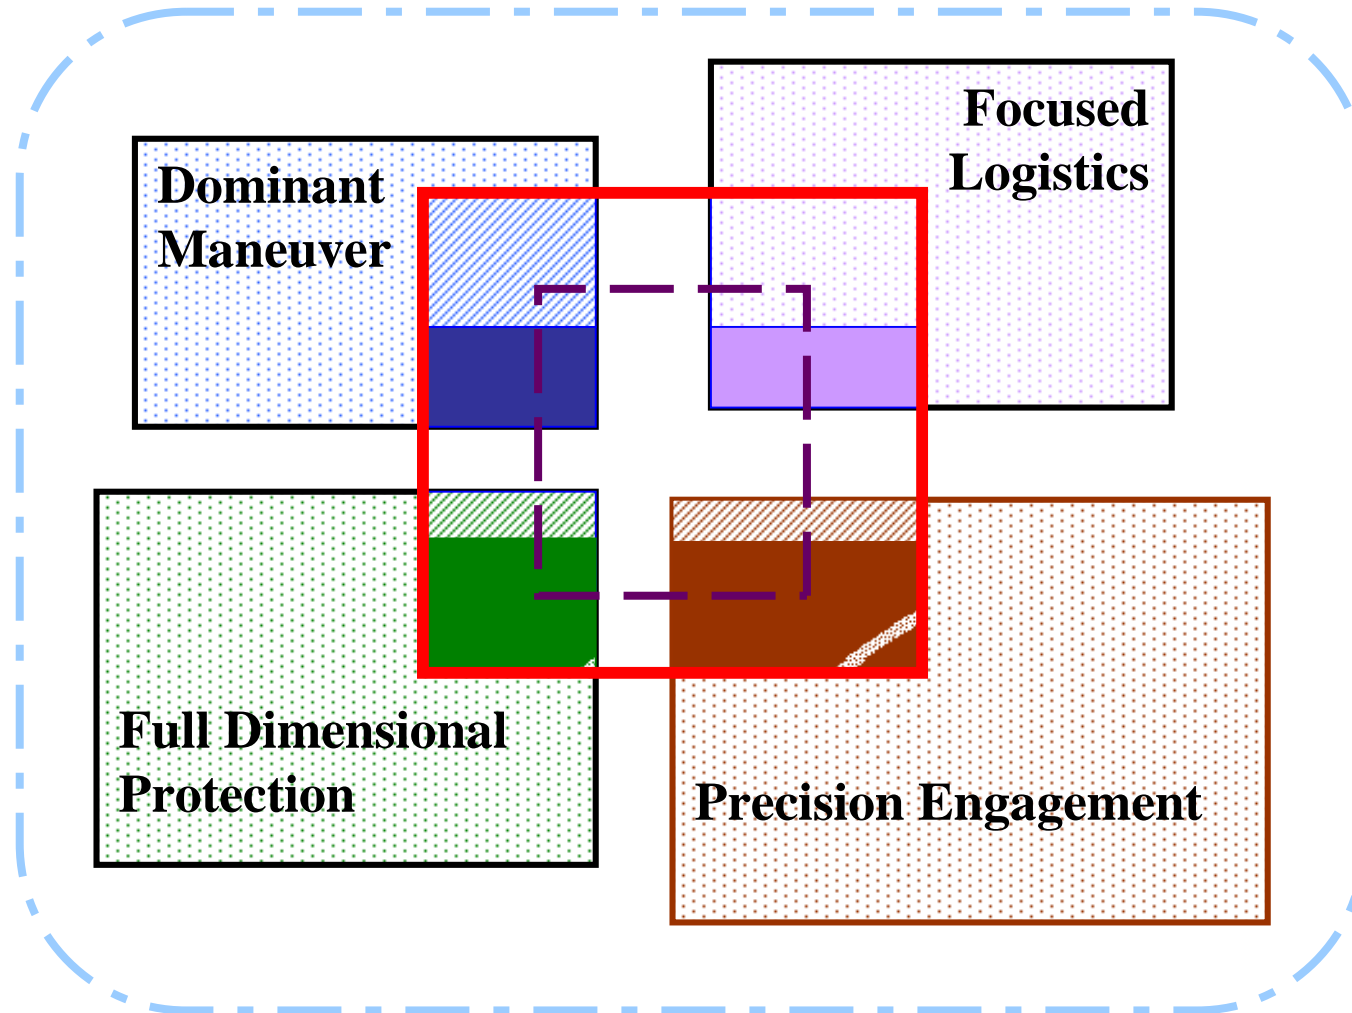 Dominant
Maneuver
Focused
Logistics
Full Dimensional
Protection
Precision Engagement